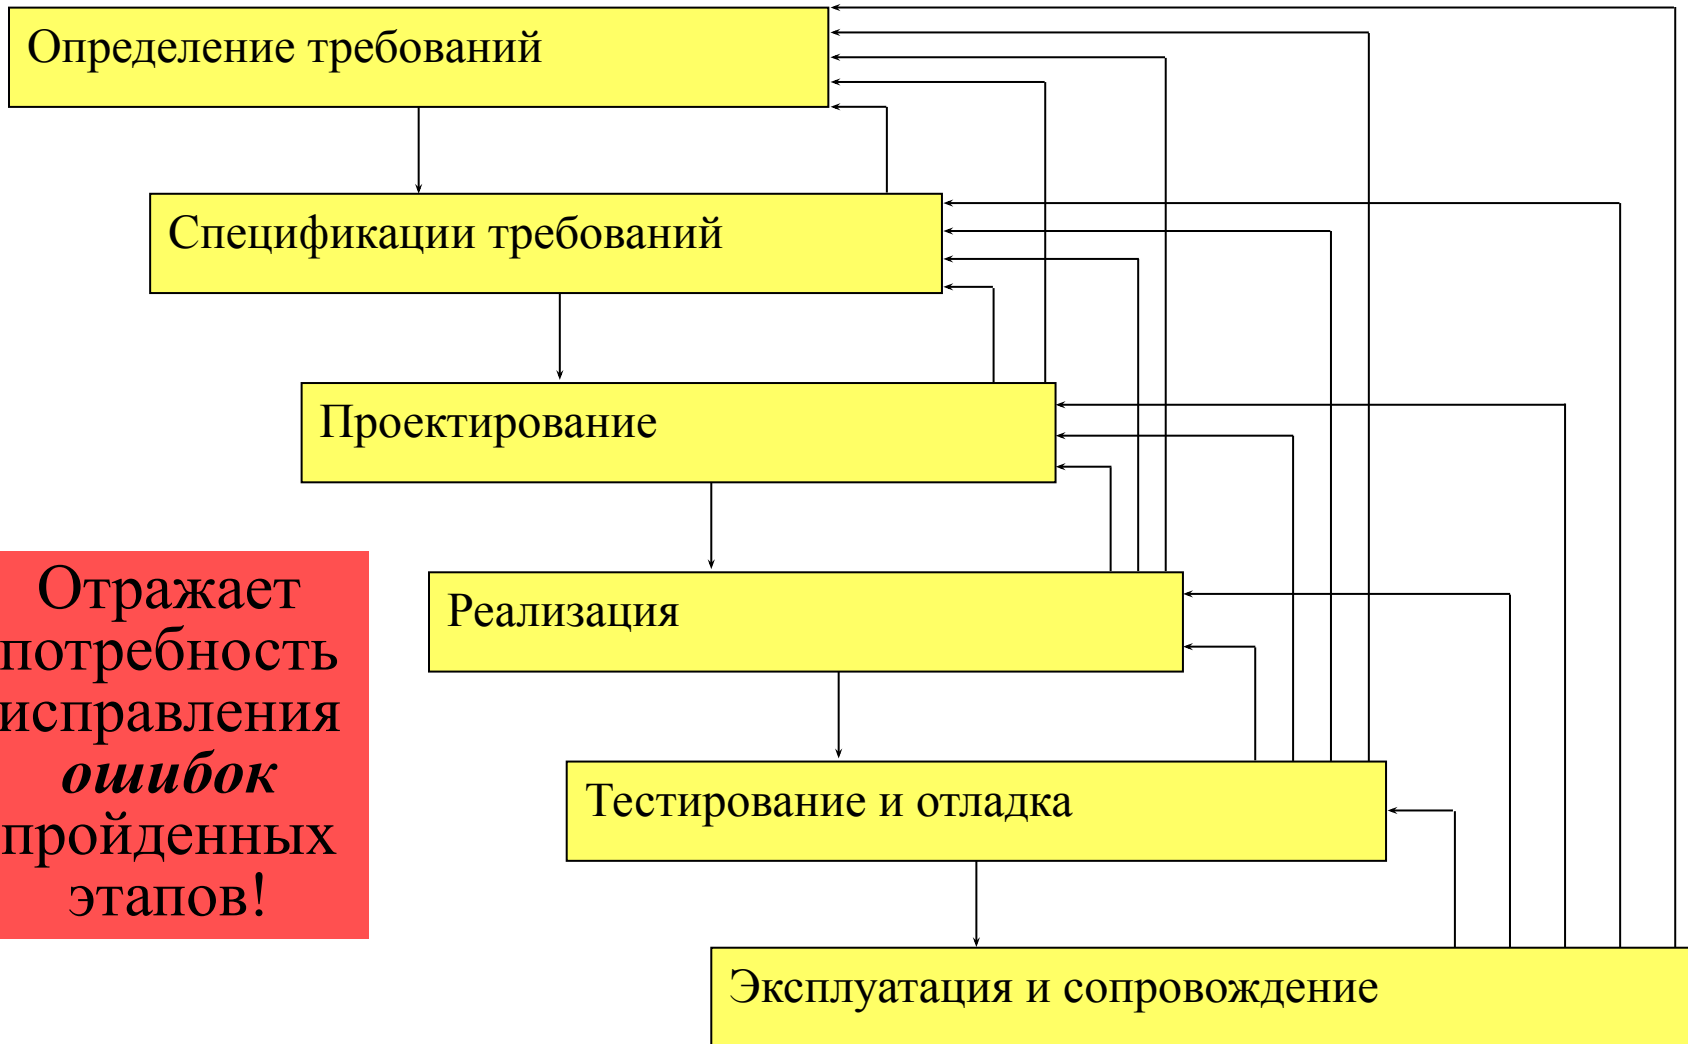 Определение требований
Спецификации требований
Проектирование
Реализация
Отражает
потребность
исправления
ошибок
пройденных
этапов!
Тестирование и отладка
Эксплуатация и сопровождение